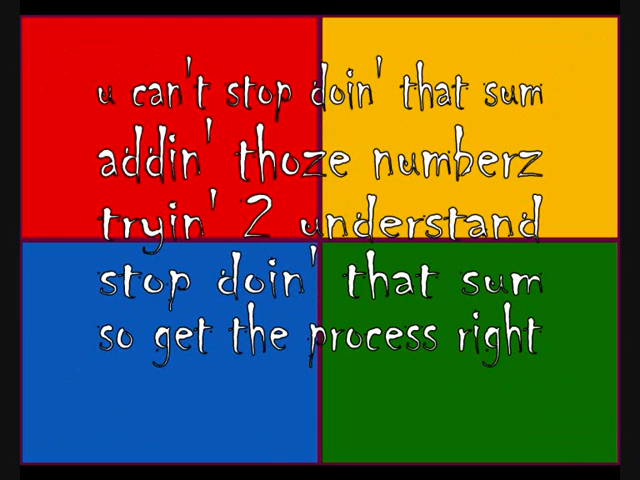 u can't stop doin' that sum
addin' thoze numberz
tryin' 2 understand
stop doin' that sum
so get the process right